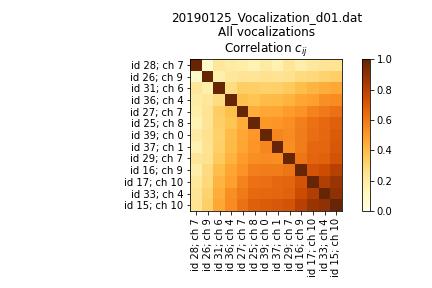 20190125_Vocalization_d01.dat
All vocalizations
Correlation c_ij
id 28; ch 7
id 26; ch 9
id 31; ch 6
id 36; ch 4
id 27; ch 7
id 25; ch 8
id 39; ch 0
id 37; ch 1
id 29; ch 7
id 16; ch 9
id 17; ch 10
id 33; ch 4
id 15; ch 10
id 28; ch 7
id 26; ch 9
id 31; ch 6
id 36; ch 4
id 27; ch 7
id 25; ch 8
id 39; ch 0
id 37; ch 1
id 29; ch 7
id 16; ch 9
id 17; ch 10
id 33; ch 4
id 15; ch 10
1.0
0.8
0.6
0.4
0.2
0.0